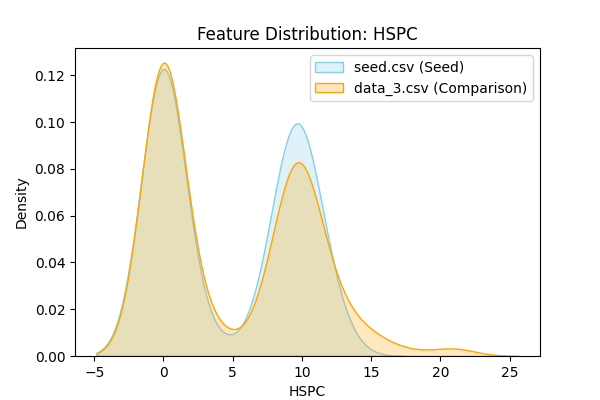 Feature Distribution: HSPC
seed.csv (Seed)
data_3.csv (Comparison)
Density
0.12
0.10
0.08
0.06
0.04
0.02
0.00
−5 0 5 10 15 20 25
HSPC